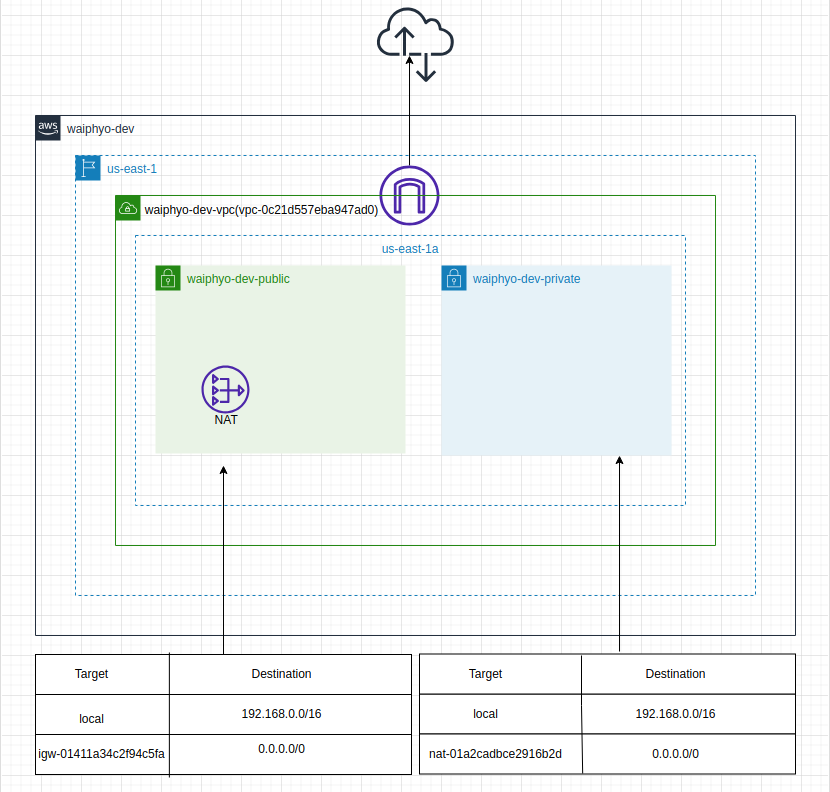 aws waiphyo-dev
us-east-1
waiphyo-dev-vpc(vpc-0c21d557eba947ad0)
us-east-1a
waiphyo-dev-public
waiphyo-dev-private
NAT
Target Destination
local 192.168.0.0/16
igw-01411a34c2f94c5fa 0.0.0.0/0
Target Destination
local 192.168.0.0/16
nat-01a2cadbce2916b2d 0.0.0.0/0